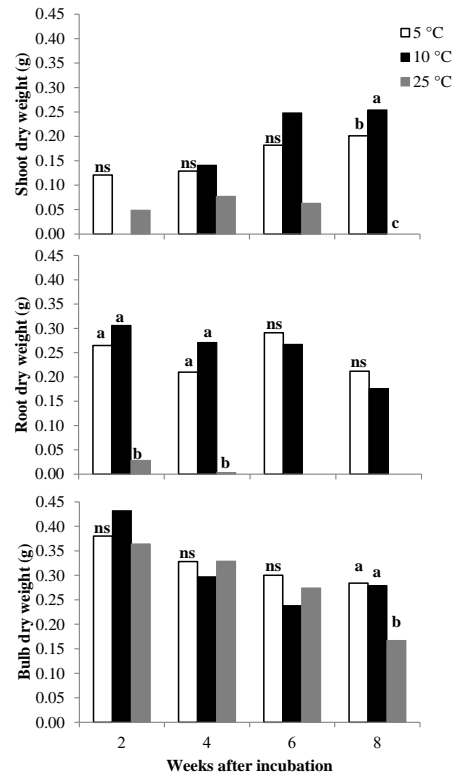 0.45
0.40
0.35
0.30
0.25
0.20
0.15
0.10
0.05
0.00
Shoot dry weight (g)
5 °C
10 °C
25 °C
ns
ns
ns
b
a
c
0.45
0.40
0.35
0.30
0.25
0.20
0.15
0.10
0.05
0.00
Root dry weight (g)
a
a
b
a
a
b
ns
ns
0.45
0.40
0.35
0.30
0.25
0.20
0.15
0.10
0.05
0.00
Bulb dry weight (g)
ns
ns
ns
a
a
b
2 4 6 8
Weeks after incubation